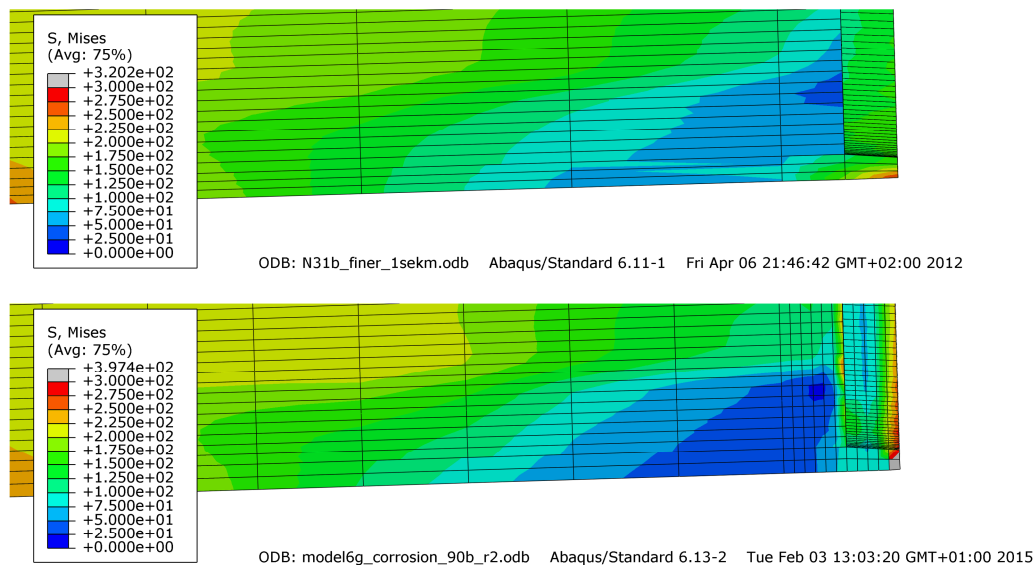 S, Mises
(Avg: 75%)
+3.202e+02
+3.000e+02
+2.750e+02
+2.500e+02
+2.250e+02
+2.000e+02
+1.750e+02
+1.500e+02
+1.250e+02
+1.000e+02
+7.500e+01
+5.000e+01
+2.500e+01
+0.000e+00
ODB: N31b_finer_1sekm.odb Abaqus/Standard 6.11-1 Fri Apr 06 21:46:42 GMT+02:00 2012
S, Mises
(Avg: 75%)
+3.974e+02
+3.000e+02
+2.750e+02
+2.500e+02
+2.250e+02
+2.000e+02
+1.750e+02
+1.500e+02
+1.250e+02
+1.000e+02
+7.500e+01
+5.000e+01
+2.500e+01
+0.000e+00
ODB: model6g_corrosion_90b_r2.odb Abaqus/Standard 6.13-2 Tue Feb 03 13:03:20 GMT+01:00 2015